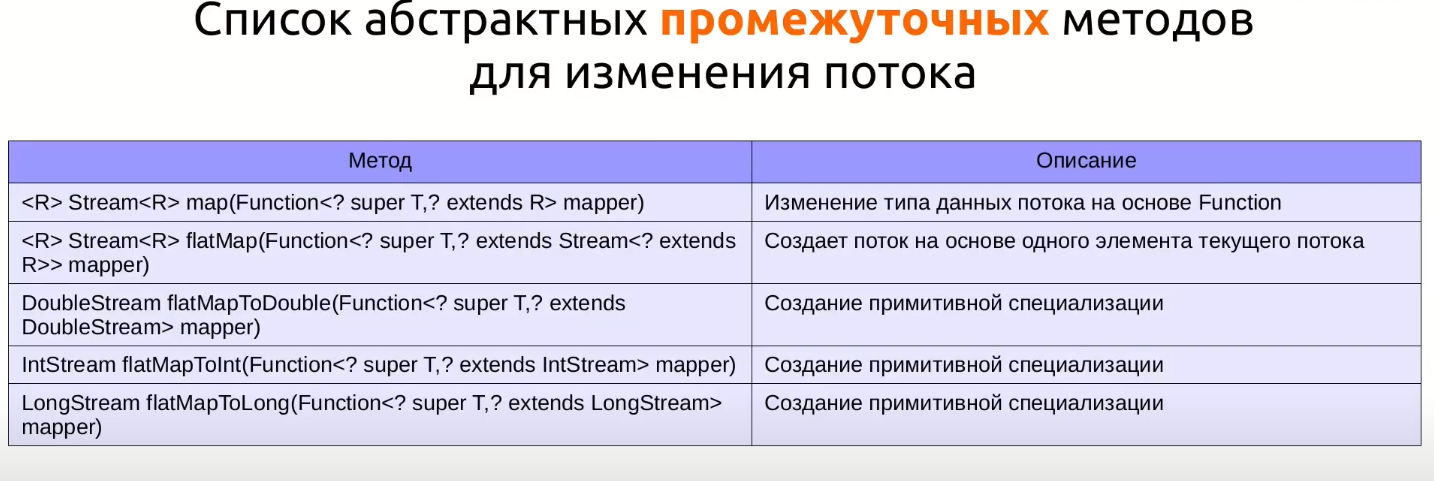 Список абстрактных промежуточных методов
для изменения потока
Метод
Описание
<R> Stream<R> map(Function<? super T,? extends R> mapper)
Изменение типа данных потока на основе Function
<R> Stream<R> flatMap(Function<? super T,? extends Stream<? extends
R>> mapper)
Создает поток на основе одного элемента текущего потока
DoubleStream flatMapToDouble(Function<? super T,? extends
DoubleStream> mapper)
Создание примитивной специализации
IntStream flatMapToInt(Function<? super T,? extends IntStream> mapper)
Создание примитивной специализации
LongStream flatMapToLong(Function<? super T,? extends LongStream>
mapper)
Создание примитивной специализации